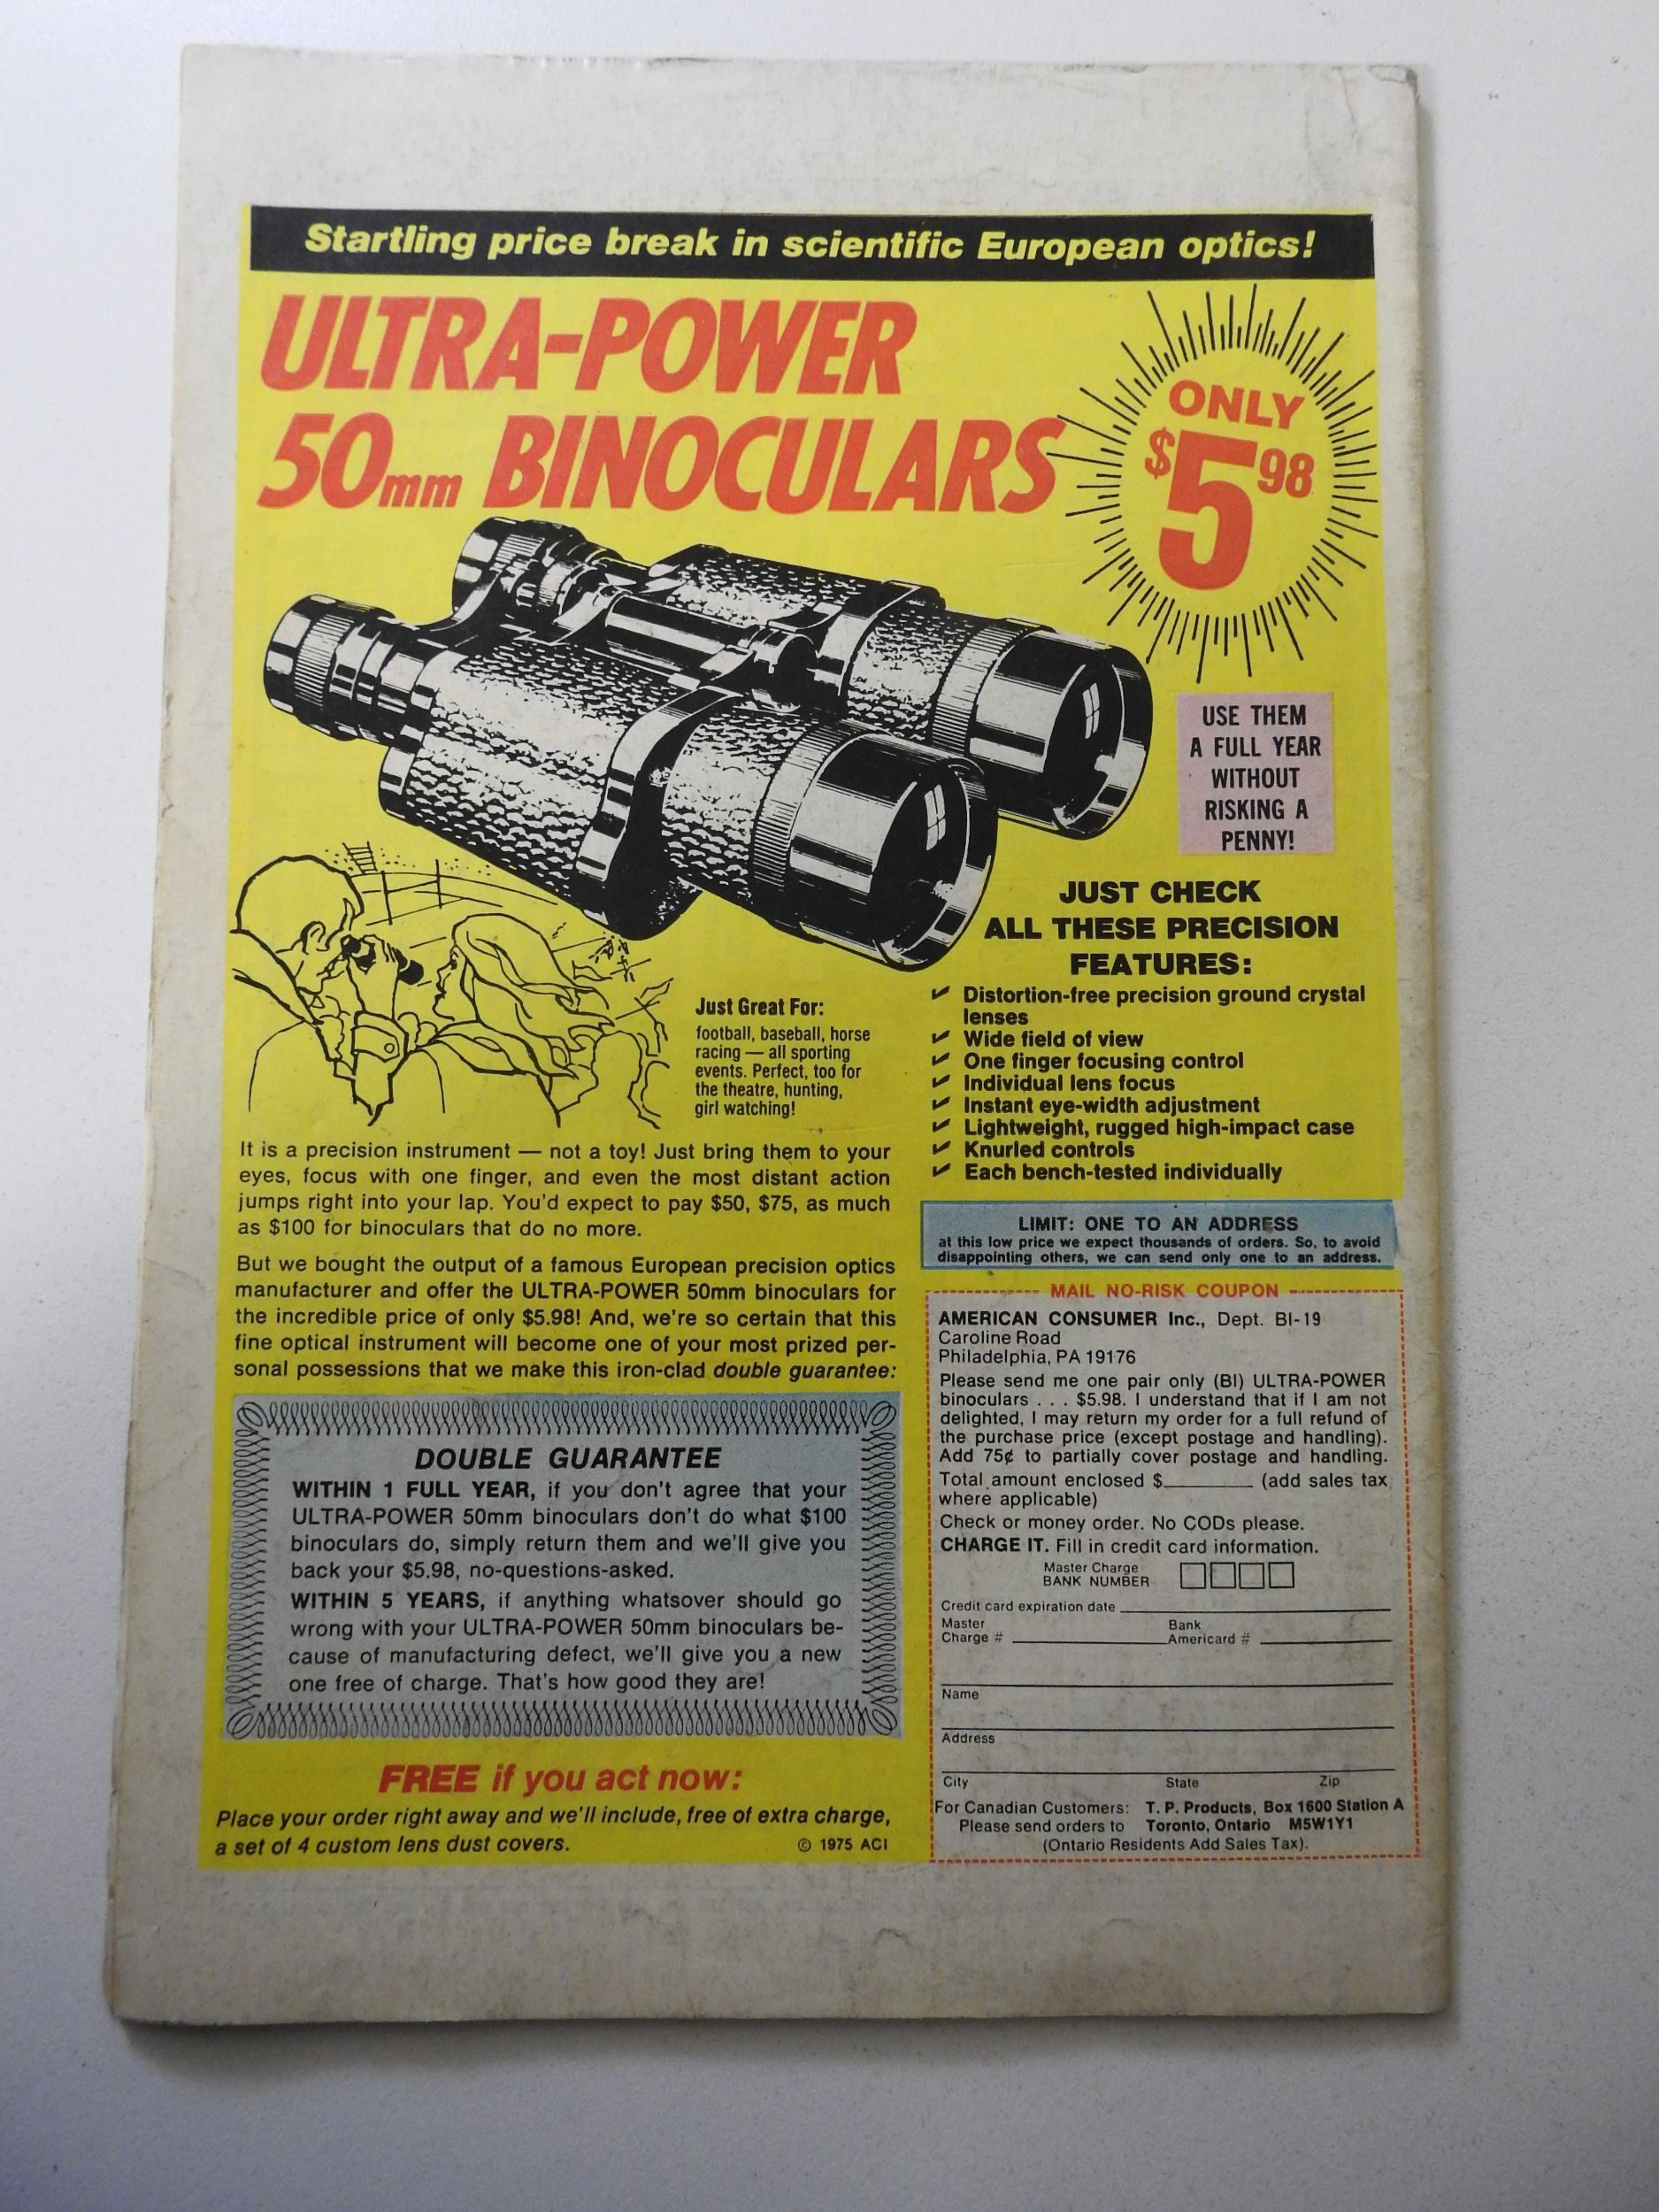 Startling price break in scientific European optics!
ULTRA-POWER
50mm BINOCULARS
ONLY
$598
USE THEM
A FULL YEAR
WITHOUT
RISKING A
PENNY!
JUST CHECK
ALL THESE PRECISION
FEATURES:
✔ Distortion-free precision ground crystal
lenses
✔ Wide field of view
✔ One finger focusing control
✔ Individual lens focus
✔ Instant eye-width adjustment
✔ Lightweight, rugged high-impact case
✔ Knurled controls
✔ Each bench-tested individually
Just Great For:
football, baseball, horse
racing — all sporting
events. Perfect, too for
the theatre, hunting,
girl watching!
It is a precision instrument — not a toy! Just bring them to your
eyes, focus with one finger, and even the most distant action
jumps right into your lap. You'd expect to pay $50, $75, as much
as $100 for binoculars that do no more.
But we bought the output of a famous European precision optics
manufacturer and offer the ULTRA-POWER 50mm binoculars for
the incredible price of only $5.98! And, we're so certain that this
fine optical instrument will become one of your most prized per-
sonal possessions that we make this iron-clad double guarantee:
DOUBLE GUARANTEE
WITHIN 1 FULL YEAR, if you don't agree that your
ULTRA-POWER 50mm binoculars don't do what $100
binoculars do, simply return them and we'll give you
back your $5.98, no-questions-asked.
WITHIN 5 YEARS, if anything whatsover should go
wrong with your ULTRA-POWER 50mm binoculars be-
cause of manufacturing defect, we'll give you a new
one free of charge. That's how good they are!
FREE if you act now:
Place your order right away and we'll include, free of extra charge,
a set of 4 custom lens dust covers.
© 1975 ACI
LIMIT: ONE TO AN ADDRESS
at this low price we expect thousands of orders. So, to avoid
disappointing others, we can send only one to an address.
MAIL NO-RISK COUPON
AMERICAN CONSUMER Inc., Dept. BI-19
Caroline Road
Philadelphia, PA 19176
Please send me one pair only (BI) ULTRA-POWER
binoculars . . . $5.98. I understand that if I am not
delighted, I may return my order for a full refund of
the purchase price (except postage and handling).
Add 75¢ to partially cover postage and handling.
Total amount enclosed $________ (add sales tax
where applicable)
Check or money order. No CODs please.
CHARGE IT. Fill in credit card information.
Master Charge
BANK NUMBER
Credit card expiration date
Master
Charge #
Bank
Americard #
Name
Address
City State Zip
For Canadian Customers: T. P. Products, Box 1600 Station A
Please send orders to Toronto, Ontario M5W1Y1
(Ontario Residents Add Sales Tax).